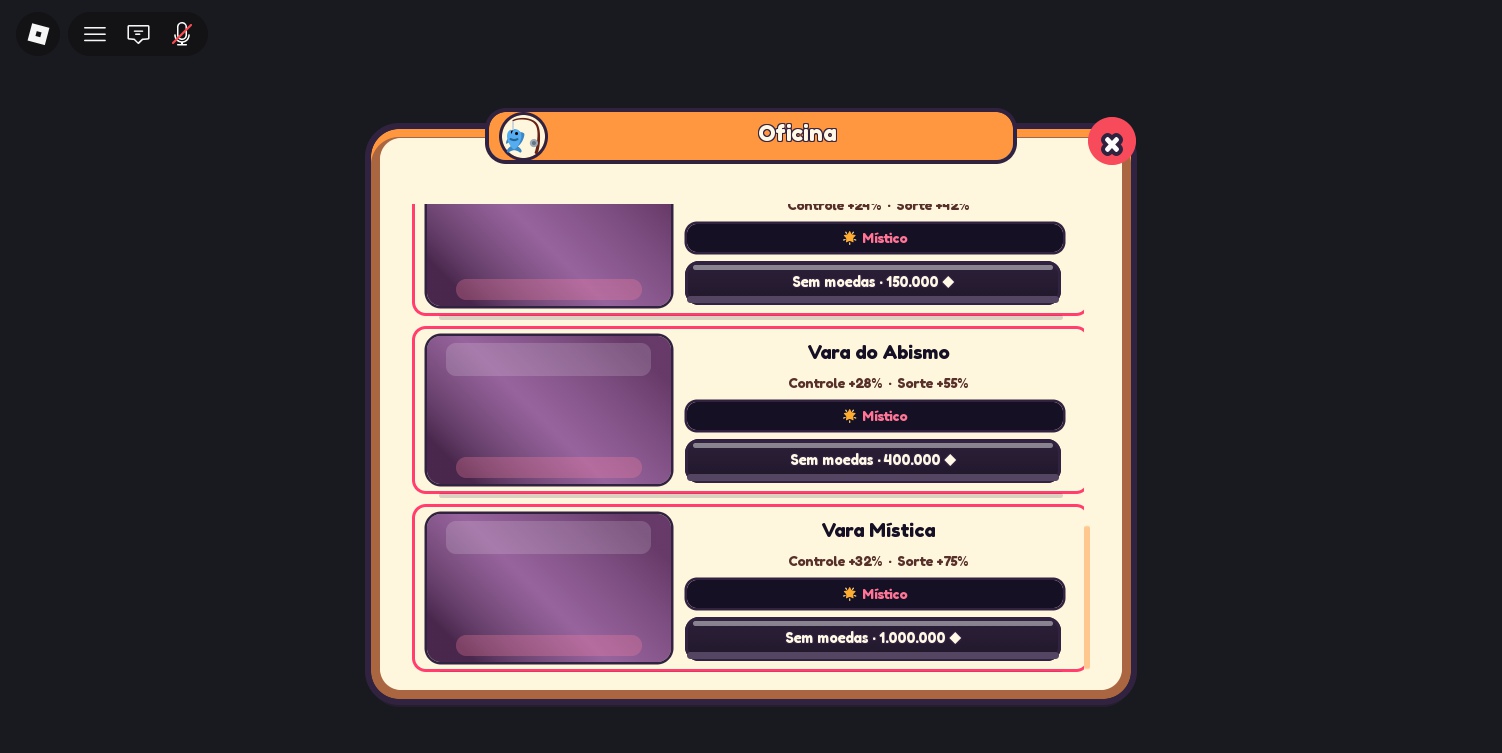 Oficina
Controle +24% · Sorte +42%
Místico
Sem moedas · 150.000 ◆
Vara do Abismo
Controle +28% · Sorte +55%
Místico
Sem moedas · 400.000 ◆
Vara Mística
Controle +32% · Sorte +75%
Místico
Sem moedas · 1.000.000 ◆